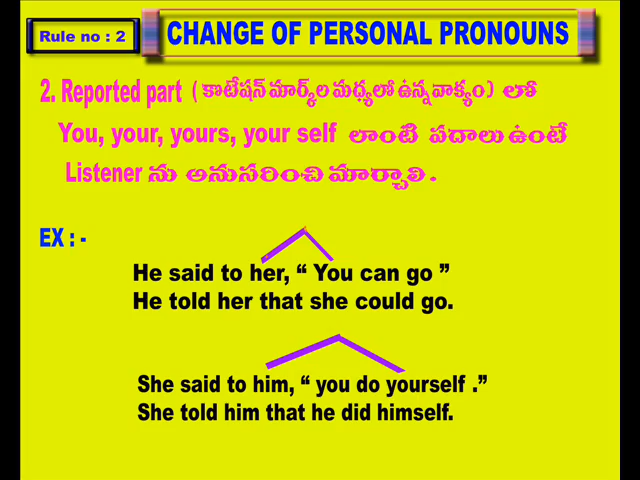 Rule no : 2
CHANGE OF PERSONAL PRONOUNS
2. Reported part ( కాటేషన్ మార్క్‌ల మధ్యలో ఉన్న వాక్యం) లో
You, your, yours, your self లాంటి పదాలు ఉంటే
Listener ను అనుసరించి మార్చాలి .
EX : -
He said to her, “ You can go ”
He told her that she could go.
She said to him, “ you do yourself .”
She told him that he did himself.